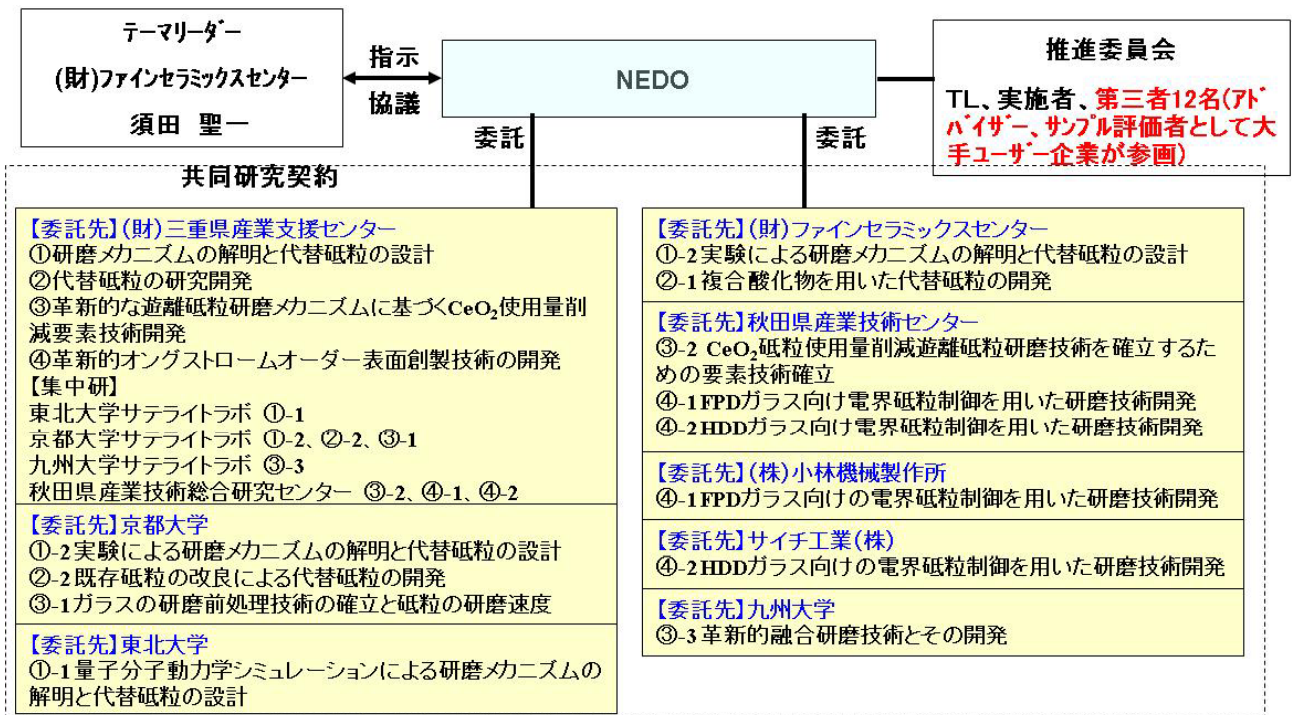 テーマリーダー
(財)ファインセラミックスセンター
須田 聖一
指示
協議
NEDO
推進委員会
TL、実施者、第三者12名(アド
バイザー、サンプル評価者として大
手ユーザー企業が参画)
委託
委託
共同研究契約
【委託先】(財)三重県産業支援センター
①研磨メカニズムの解明と代替砥粒の設計
②代替砥粒の研究開発
③革新的な遊離砥粒研磨メカニズムに基づくCeO₂使用量削
減要素技術開発
④革新的オングストロームオーダー表面創製技術の開発
【集中研】
東北大学サテライトラボ ①-1
京都大学サテライトラボ ①-2、②-2、③-1
九州大学サテライトラボ ③-3
秋田県産業技術総合研究センター ③-2、④-1、④-2
【委託先】京都大学
①-2実験による研磨メカニズムの解明と代替砥粒の設計
②-2既存砥粒の改良による代替砥粒の開発
③-1ガラスの研磨前処理技術の確立と砥粒の研磨速度
【委託先】東北大学
①-1量子分子動力学シミュレーションによる研磨メカニズムの
解明と代替砥粒の設計
【委託先】(財)ファインセラミックスセンター
①-2実験による研磨メカニズムの解明と代替砥粒の設計
②-1複合酸化物を用いた代替砥粒の開発
【委託先】秋田県産業技術センター
③-2 CeO₂砥粒使用量削減遊離砥粒研磨技術を確立するた
めの要素技術確立
④-1FPDガラス向け電界砥粒制御を用いた研磨技術開発
④-2HDDガラス向け電界砥粒制御を用いた研磨技術開発
【委託先】(株)小林機械製作所
④-1FPDガラス向けの電界砥粒制御を用いた研磨技術開発
【委託先】サイチ工業(株)
④-2HDDガラス向けの電界砥粒制御を用いた研磨技術開発
【委託先】九州大学
③-3革新的融合研磨技術とその開発